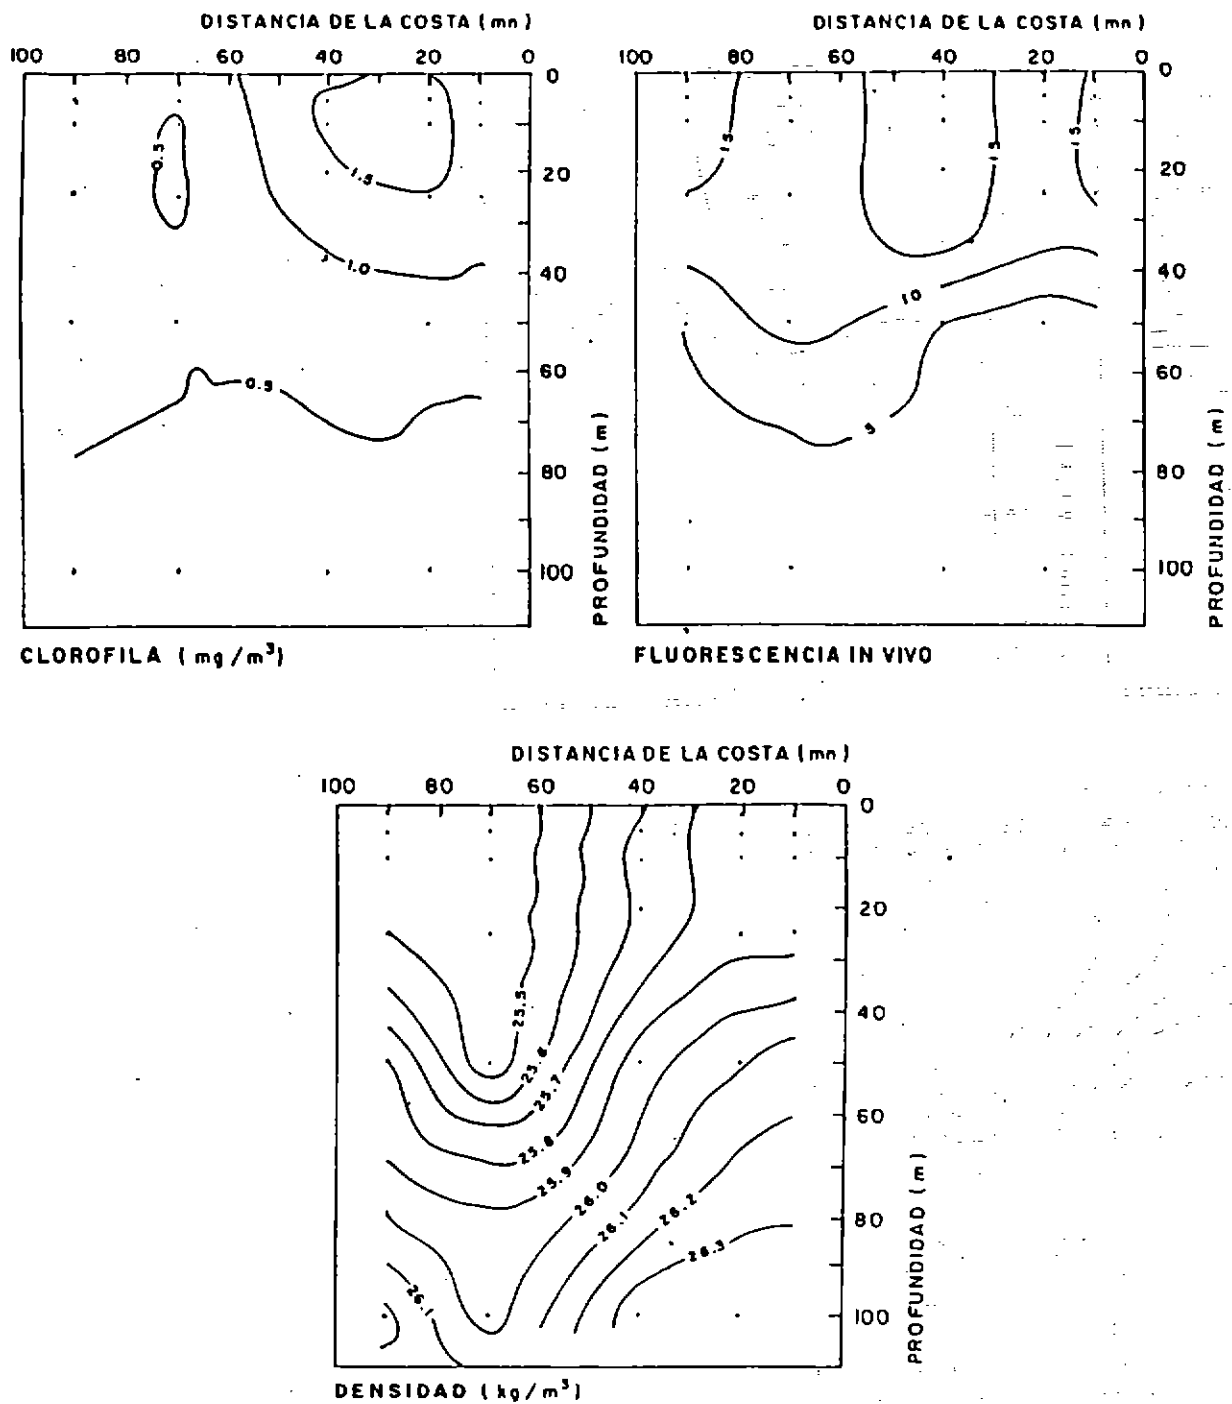 DISTANCIA DE LA COSTA (mn)
100 80 60 40 20 0
0.5
1.5
1.0
0.5
20
40
60
80
100
PROFUNDIDAD (m)
CLOROFILA (mg/m³)
DISTANCIA DE LA COSTA (mn)
100 80 60 40 20 0
15
15
15
10
5
20
40
60
80
100
PROFUNDIDAD (m)
FLUORESCENCIA IN VIVO
DISTANCIA DE LA COSTA (mn)
100 80 60 40 20 0
0
25.5
25.6
25.7
25.8
25.9
26.0
26.1
26.2
26.3
26.1
20
40
60
80
100
PROFUNDIDAD (m)
DENSIDAD (kg/m³)